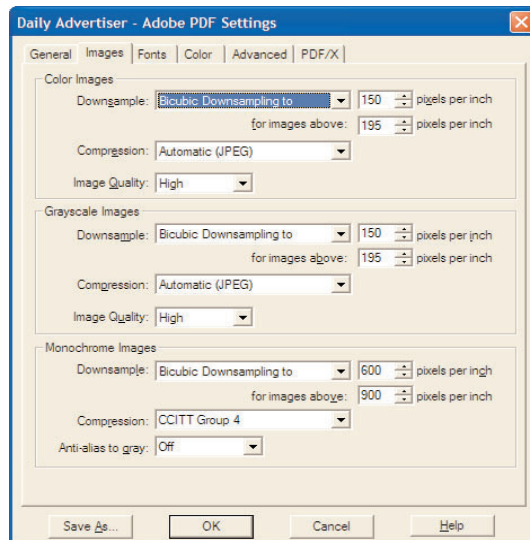 Daily Advertiser - Adobe PDF Settings
General Images Fonts Color Advanced PDF/X
Color Images
Downsample: Bicubic Downsampling to 150 pixels per inch
for images above: 195 pixels per inch
Compression: Automatic (JPEG)
Image Quality: High
Grayscale Images
Downsample: Bicubic Downsampling to 150 pixels per inch
for images above: 195 pixels per inch
Compression: Automatic (JPEG)
Image Quality: High
Monochrome Images
Downsample: Bicubic Downsampling to 600 pixels per inch
for images above: 900 pixels per inch
Compression: CCITT Group 4
Anti-alias to gray: Off
Save As... OK Cancel Help